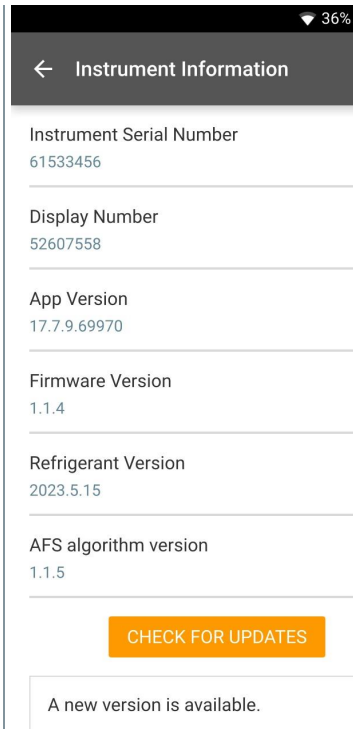 36%
Instrument Information
Instrument Serial Number
61533456
Display Number
52607558
App Version
17.7.9.69970
Firmware Version
1.1.4
Refrigerant Version
2023.5.15
AFS algorithm version
1.1.5
CHECK FOR UPDATES
A new version is available.